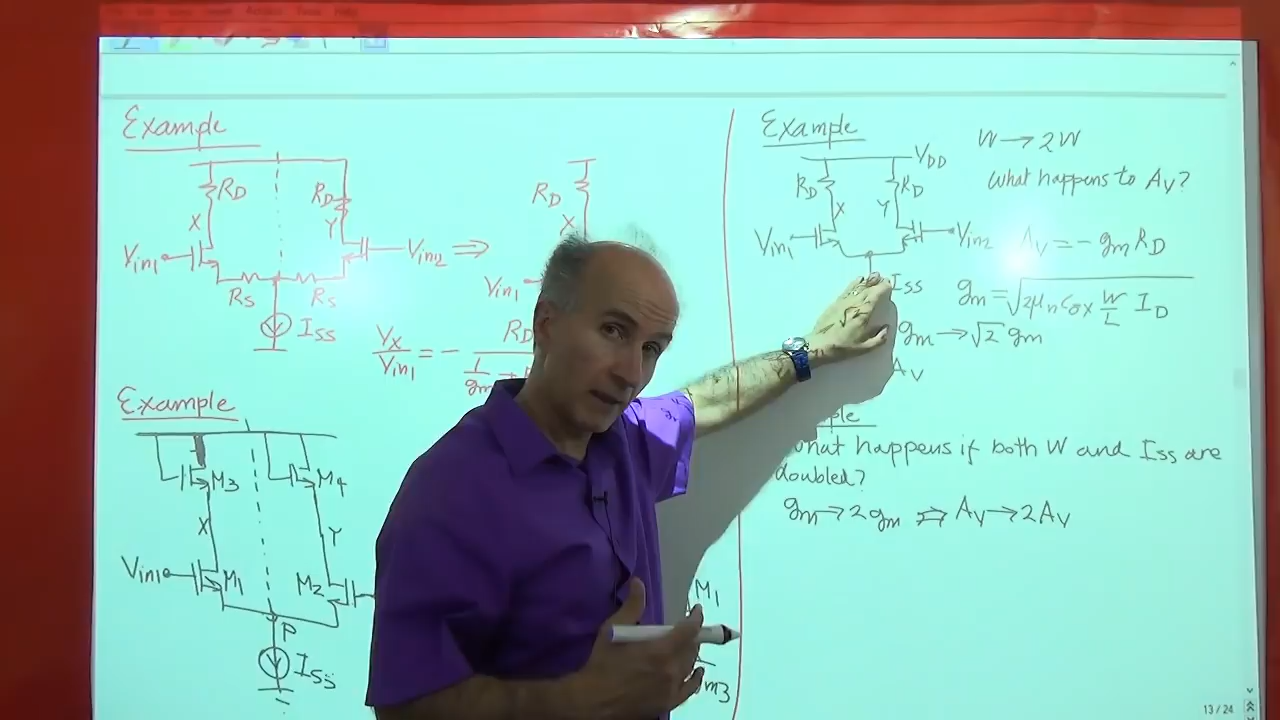 Example
RD
RD
X
Y
Vin1
Vin2
⇒
RS
RS
ISS
RD
X
Vin1
VX/Vin1 = - RD
1/gm +
Example
M3
M4
X
Y
Vin1
M1
M2
P
ISS
M1
gm3
Example
W → 2W
VDD
What happens to Av?
RD
RD
X
Y
Vin1
Vin2
Av = - gm RD
ISS
gm = √2μnCox W/L ID
gm → √2 gm
Av
What happens if both W and ISS are
doubled?
gm → 2gm ⇒ Av → 2Av
13 / 24